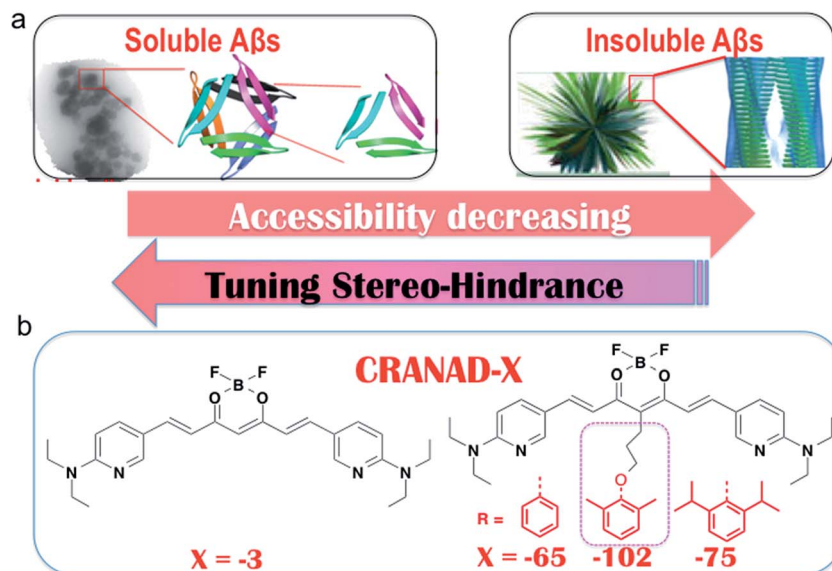 a
Soluble Aβs
Insoluble Aβs
Accessibility decreasing
Tuning Stereo-Hindrance
b
CRANAD-X
F F
B
O O
N N
N N
X = -3
F F
B
O O
N N
N N
O
R =
X = -65 -102 -75